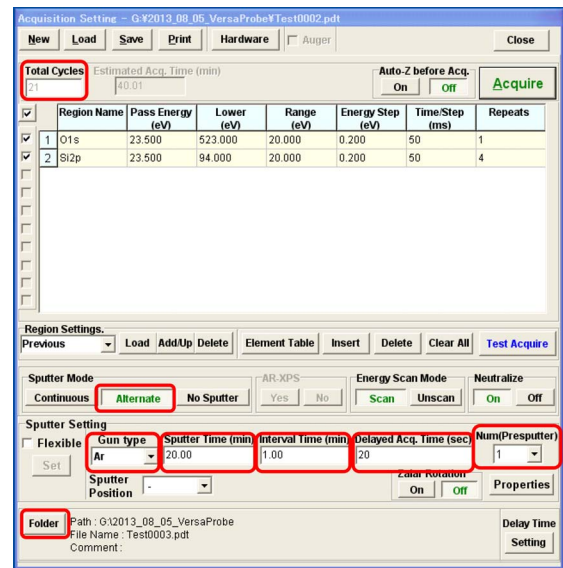 Acquisition Setting - G:¥2013_08_05_VersaProbe¥Test0002.pdt
New Load Save Print Hardware Auger Close
Total Cycles Estimated Acq. Time (min) Auto-Z before Acq.
21 40.01 On Off Acquire
Region Name Pass Energy (eV) Lower (eV) Range (eV) Energy Step (eV) Time/Step (ms) Repeats
1 O1s 23.500 523.000 20.000 0.200 50 1
2 Si2p 23.500 94.000 20.000 0.200 50 4
Region Settings.
Previous Load Add/Up Delete Element Table Insert Delete Clear All Test Acquire
Sputter Mode AR-XPS Energy Scan Mode Neutralize
Continuous Alternate No Sputter Yes No Scan Unscan On Off
Sputter Setting
Flexible Gun type Sputter Time (min) Interval Time (min) Delayed Acq. Time (sec) Num(Presputter)
Set Ar 20.00 1.00 20 1
Zalar Rotation
Sputter Position - On Off Properties
Folder Path : G:\2013_08_05_VersaProbe Delay Time
File Name : Test0003.pdt Setting
Comment :